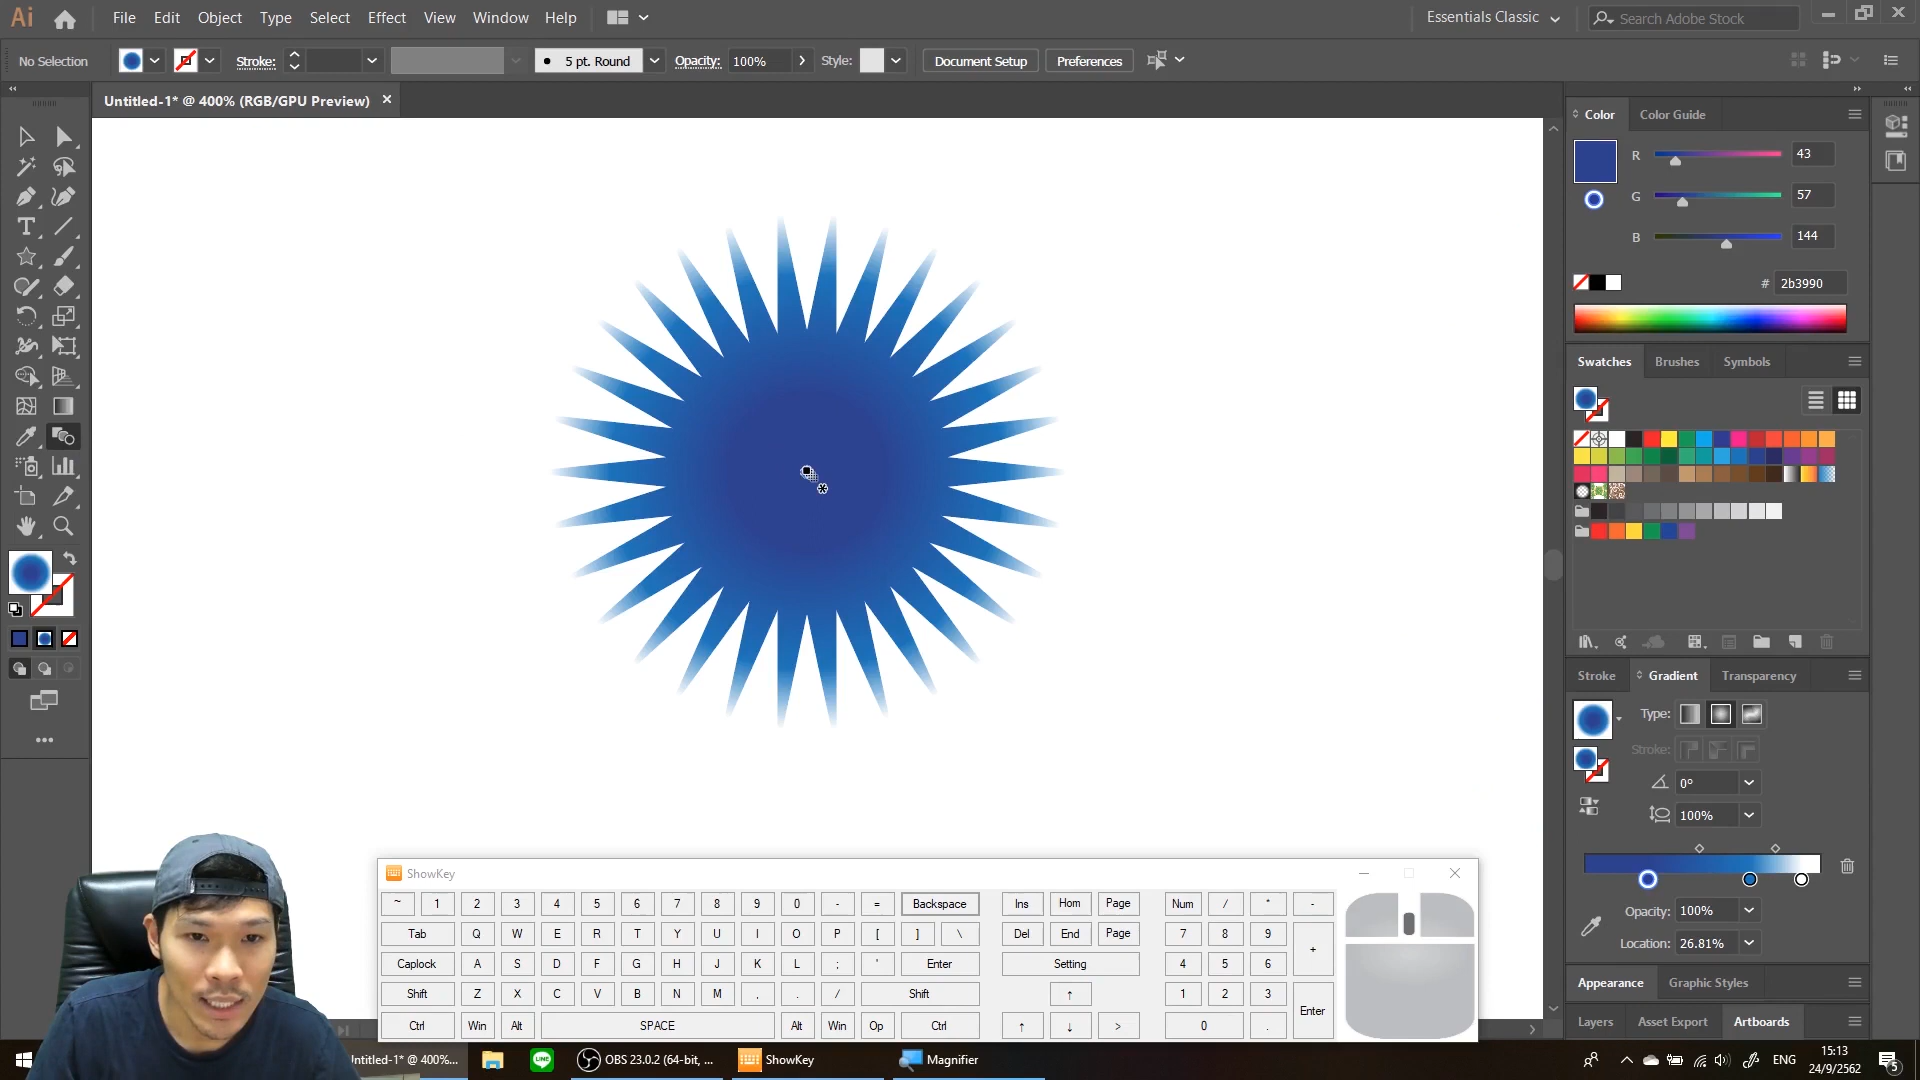 Ai File Edit Object Type Select Effect View Window Help Essentials Classic Search Adobe Stock
No Selection Stroke: 5 pt. Round Opacity: 100% Style: Document Setup Preferences
Untitled-1* @ 400% (RGB/GPU Preview)
Color Color Guide
R 43
G 57
B 144
# 2b3990
Swatches Brushes Symbols
Stroke Gradient Transparency
Type:
Stroke:
0°
100%
Opacity: 100%
Location: 26.81%
Appearance Graphic Styles
Layers Asset Export Artboards
ShowKey
~ 1 2 3 4 5 6 7 8 9 0 - = Backspace Ins Hom Page Num / * -
Tab Q W E R T Y U I O P [ ] \ Del End Page 7 8 9 +
Caplock A S D F G H J K L ; ' Enter Setting 4 5 6
Shift Z X C V B N M , . / Shift ↑ 1 2 3 Enter
Ctrl Win Alt SPACE Alt Win Op Ctrl ↑ ↓ > 0 .
Untitled-1* @ 400%... OBS 23.0.2 (64-bit, ... ShowKey Magnifier ENG 15:13
24/9/2562 5